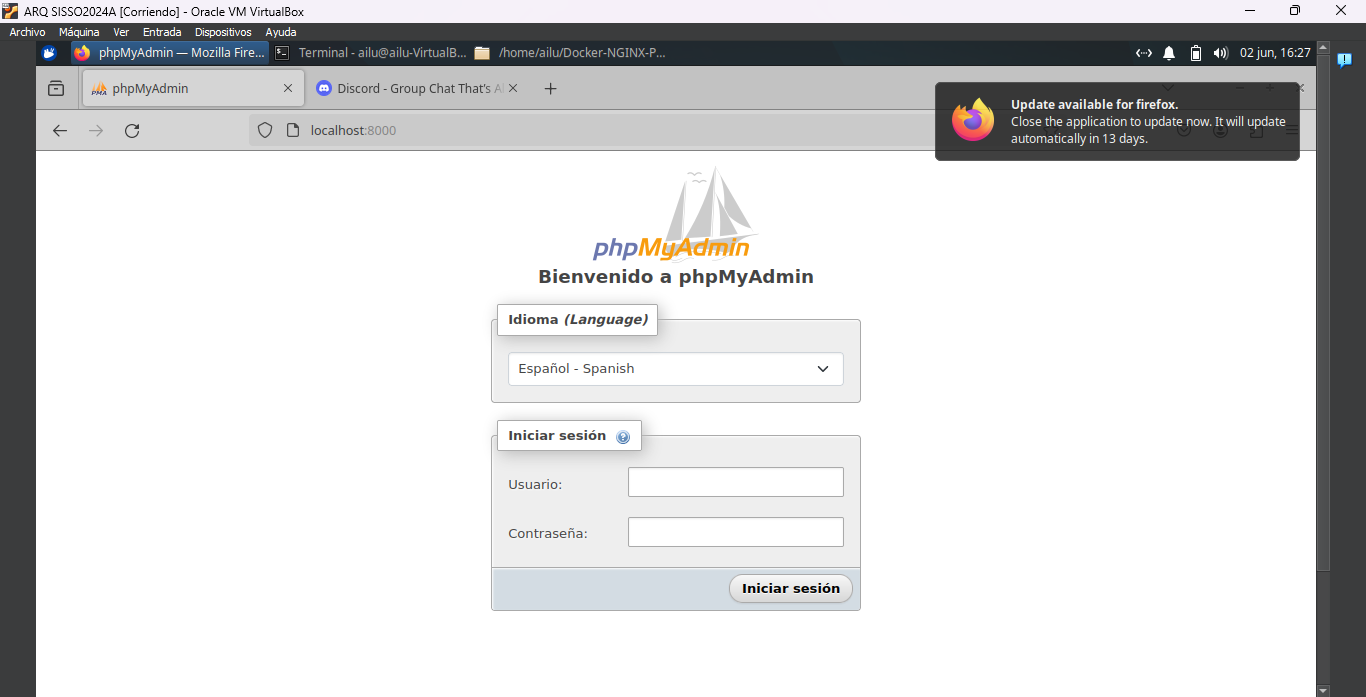 ARQ SISSO2024A [Corriendo] - Oracle VM VirtualBox
Archivo Máquina Ver Entrada Dispositivos Ayuda
phpMyAdmin — Mozilla Fire... Terminal - ailu@ailu-VirtualB... /home/ailu/Docker-NGINX-P... 02 jun, 16:27
PMA phpMyAdmin Discord - Group Chat That's A
localhost:8000
Update available for firefox.
Close the application to update now. It will update
automatically in 13 days.
phpMyAdmin
Bienvenido a phpMyAdmin
Idioma (Language)
Español - Spanish
Iniciar sesión
Usuario:
Contraseña:
Iniciar sesión